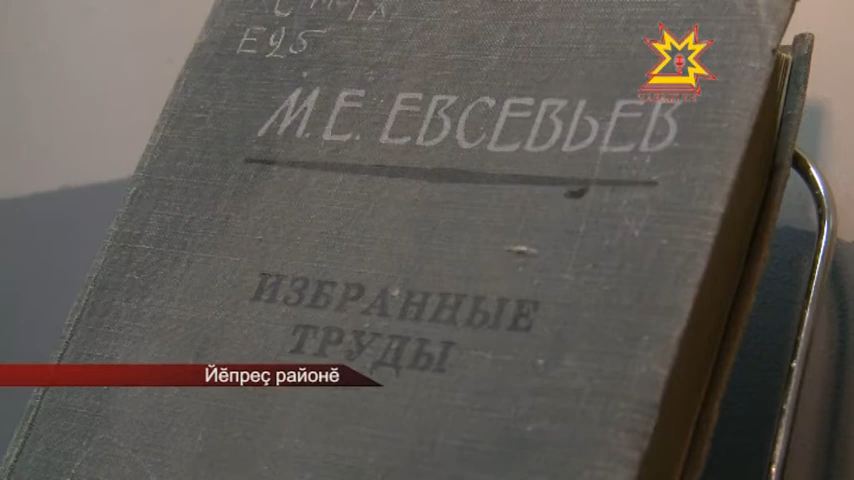 Е25
М.Е. ЕВСЕВЬЕВ
ИЗБРАННЫЕ
ТРУДЫ
Йӗпреҫ районӗ